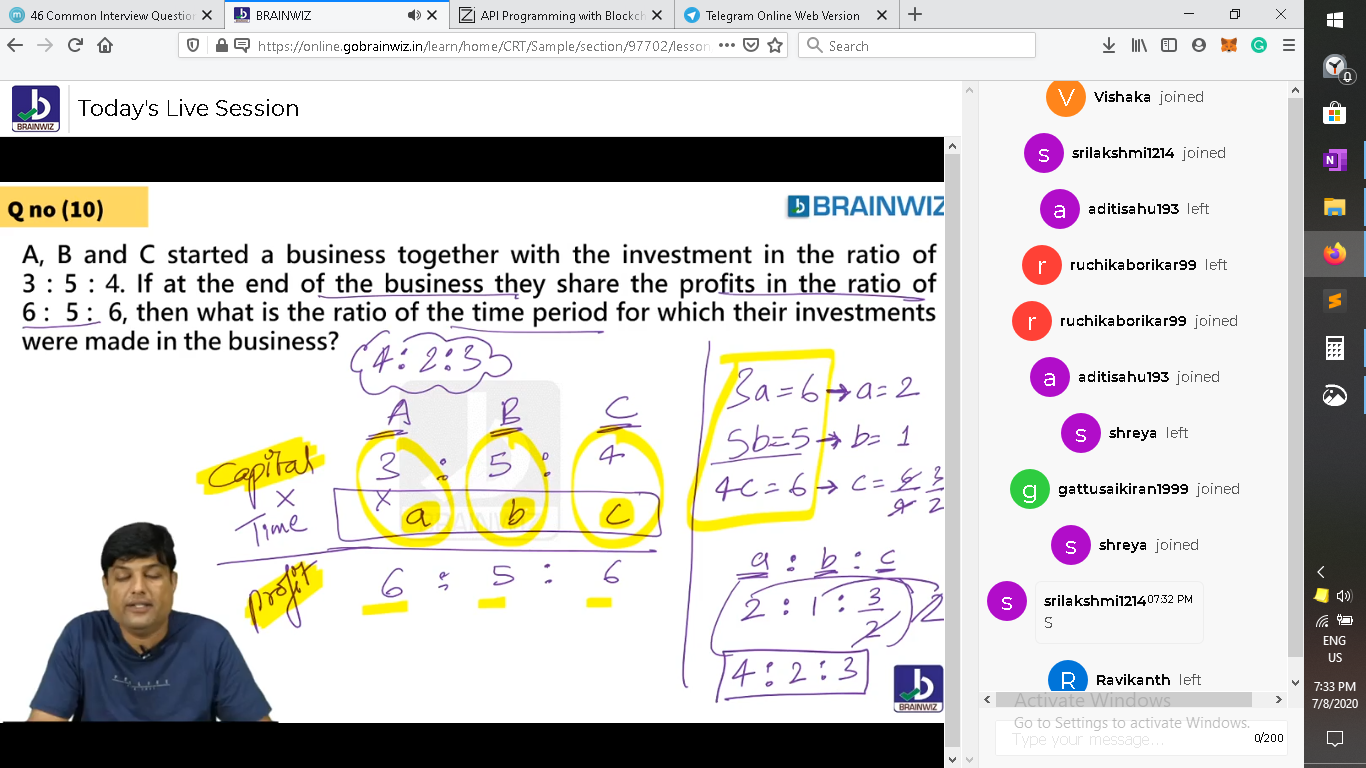 46 Common Interview Question
BRAINWIZ
API Programming with Blockch
Telegram Online Web Version
https://online.gobrainwiz.in/learn/home/CRT/Sample/section/97702/lesson
Search
BRAINWIZ
Today's Live Session
Q no (10)
BRAINWIZ
A, B and C started a business together with the investment in the ratio of
3 : 5 : 4. If at the end of the business they share the profits in the ratio of
6 : 5 : 6, then what is the ratio of the time period for which their investments
were made in the business?
4 : 2 : 3
A B C
Capital 3 : 5 : 4
x x
Time a b c
BRAINWIZ
Profit 6 : 5 : 6
3a = 6 → a = 2
5b = 5 → b = 1
4c = 6 → c = 6/4 3/2
a : b : c
(2 : 1 : 3/2) 2
4 : 2 : 3
BRAINWIZ
V Vishaka joined
s srilakshmi1214 joined
a aditisahu193 left
r ruchikaborikar99 left
r ruchikaborikar99 joined
a aditisahu193 joined
s shreya left
g gattusaikiran1999 joined
s shreya joined
s srilakshmi1214 07:32 PM
S
R Ravikanth left
Activate Windows
Go to Settings to activate Windows.
Type your message...
0/200
ENG
US
7:33 PM
7/8/2020